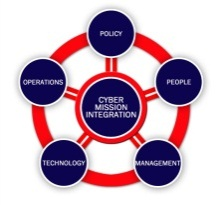 POLICY
OPERATIONS
PEOPLE
CYBER
MISSION
INTEGRATION
TECHNOLOGY
MANAGEMENT